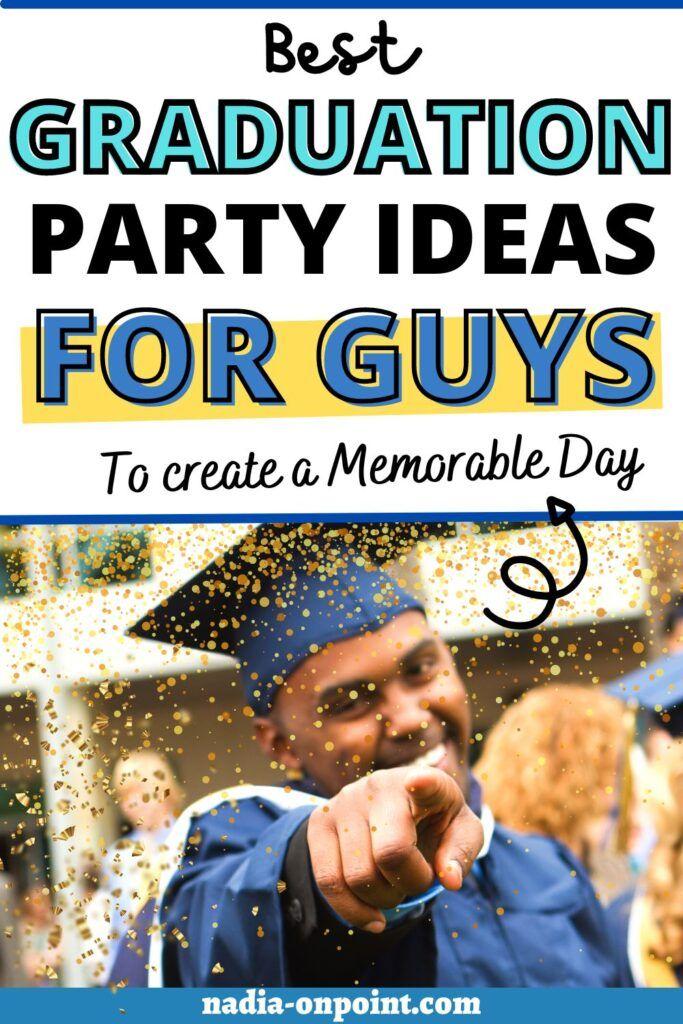 Best
GRADUATION
PARTY IDEAS
FOR GUYS
To create a Memorable Day
nadia-onpoint.com